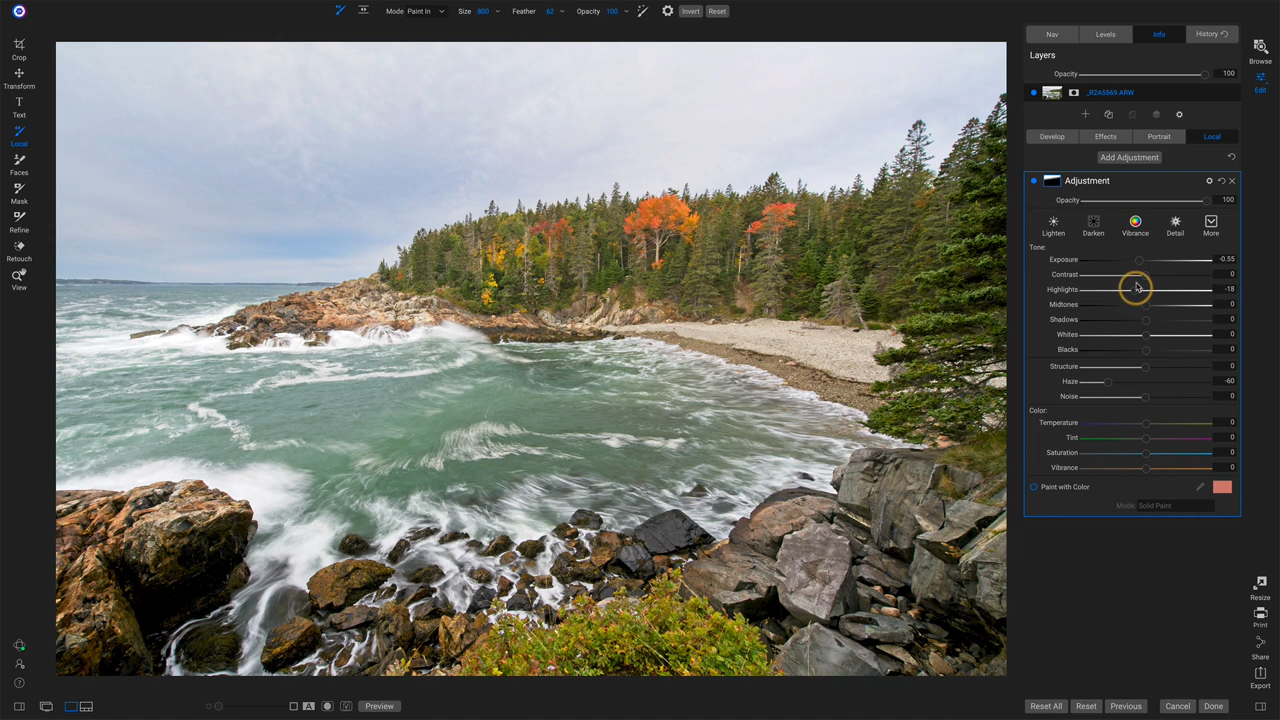 Mode Paint In Size 800 Feather 62 Opacity 100 Invert Reset
Crop
Transform
Text
Local
Faces
Mask
Refine
Retouch
View
Nav Levels Info History
Layers
Opacity 100
_R2A5569.ARW
Develop Effects Portrait Local
Add Adjustment
Adjustment
Opacity 100
Lighten Darken Vibrance Detail More
Tone:
Exposure -0.55
Contrast 0
Highlights -18
Midtones 0
Shadows 0
Whites 0
Blacks 0
Structure 0
Haze -60
Noise 0
Color:
Temperature 0
Tint 0
Saturation 0
Vibrance 0
Paint with Color
Mode: Solid Paint
Browse
Edit
Resize
Print
Share
Export
A Preview
Reset All Reset Previous Cancel Done